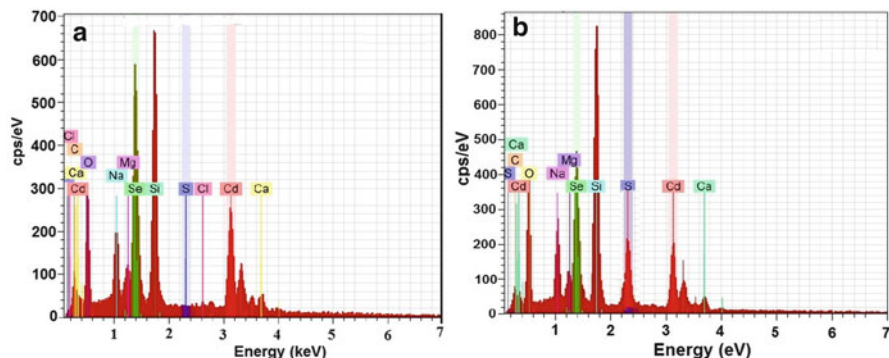 a
700
600
500
400
300
200
100
0
cps/eV
Cl
C
O
Mg
Ca
Na
Cd
Se
Si
S
Cl
Cd
Ca
1 2 3 4 5 6 7
Energy (keV)
b
800
700
600
500
400
300
200
100
0
cps/eV
Ca
C
Mg
S
O
Na
Cd
Se
Si
S
Cd
Ca
1 2 3 4 5 6 7
Energy (eV)